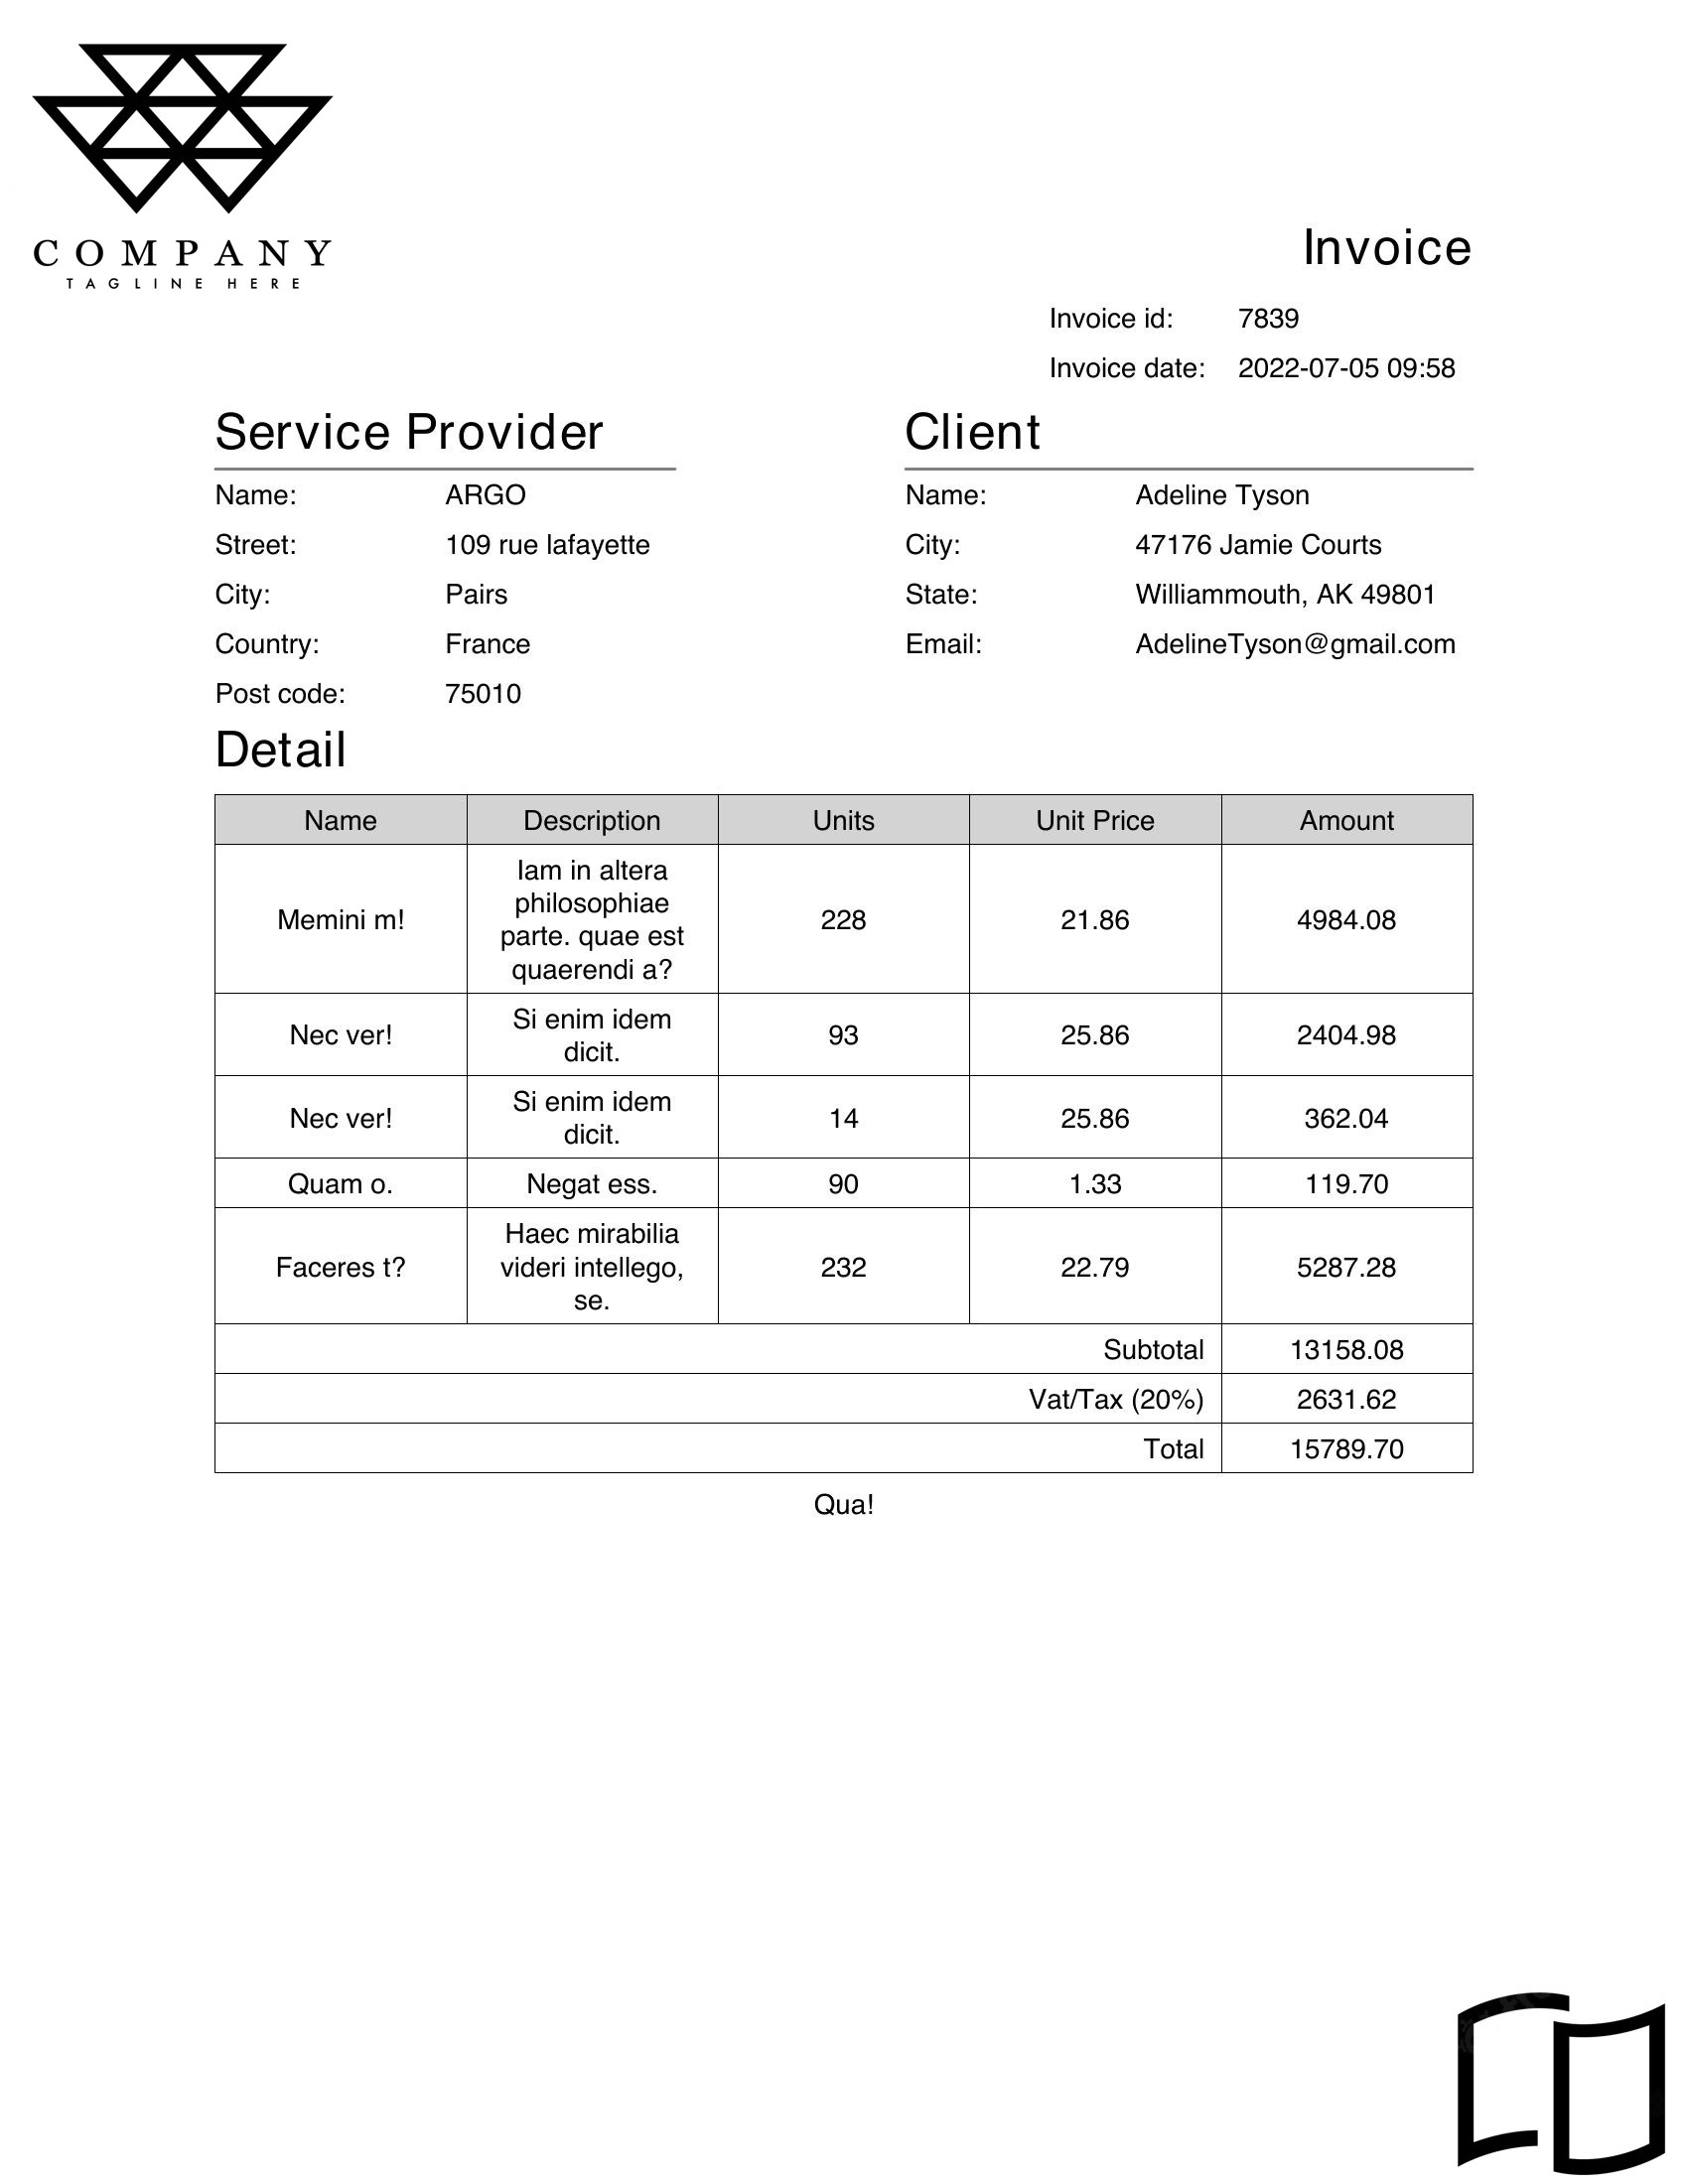 COMPANY
TAGLINE HERE
Invoice
Invoice id: 7839
Invoice date: 2022-07-05 09:58
Service Provider
Name: ARGO
Street: 109 rue lafayette
City: Pairs
Country: France
Post code: 75010
Client
Name: Adeline Tyson
City: 47176 Jamie Courts
State: Williammouth, AK 49801
Email: AdelineTyson@gmail.com
Detail
Name Description Units Unit Price Amount
Memini m! Iam in altera
philosophiae
parte. quae est
quaerendi a? 228 21.86 4984.08
Nec ver! Si enim idem
dicit. 93 25.86 2404.98
Nec ver! Si enim idem
dicit. 14 25.86 362.04
Quam o. Negat ess. 90 1.33 119.70
Faceres t? Haec mirabilia
videri intellego,
se. 232 22.79 5287.28
Subtotal 13158.08
Vat/Tax (20%) 2631.62
Total 15789.70
Qua!